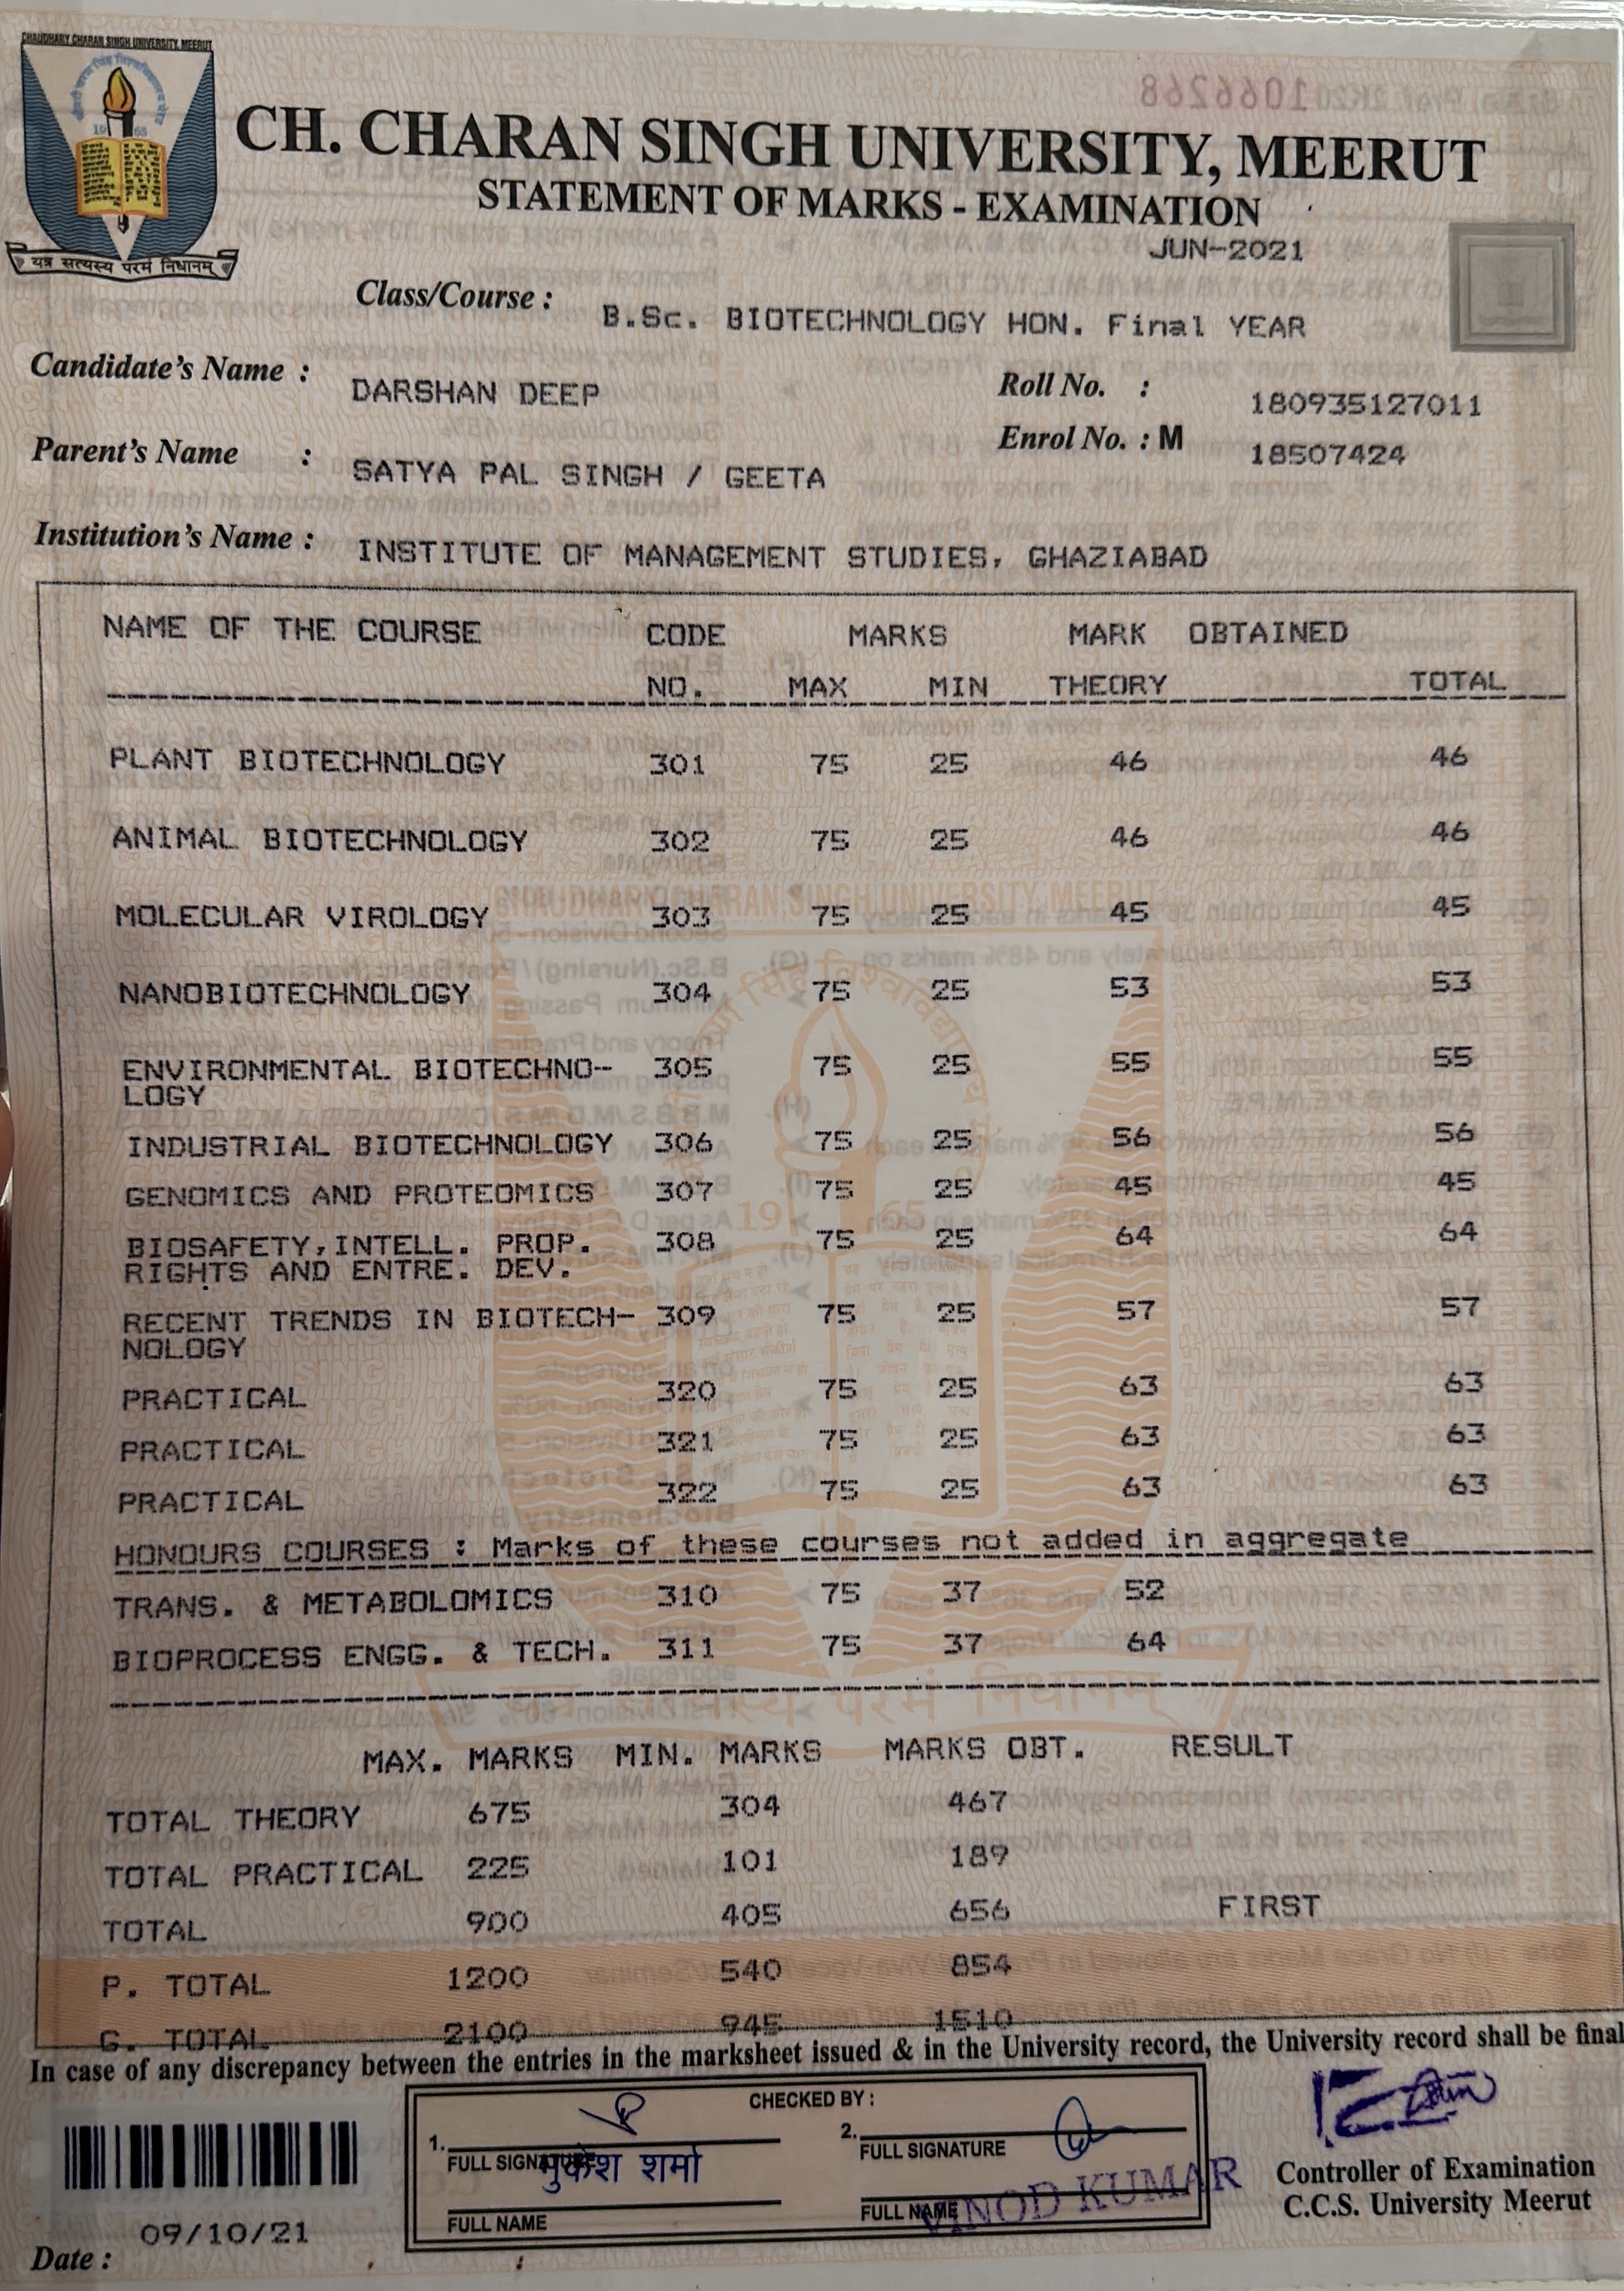 CHAUDHARY CHARAN SINGH UNIVERSITY, MEERUT
1066268
CH. CHARAN SINGH UNIVERSITY, MEERUT
STATEMENT OF MARKS - EXAMINATION
JUN-2021
यत्र सत्यस्य परमं निधानम्
Class/Course : B.Sc. BIOTECHNOLOGY HON. Final YEAR
Candidate's Name : DARSHAN DEEP Roll No. : 180935127011
Parent's Name : SATYA PAL SINGH / GEETA Enrol No. : M 18507424
Institution's Name : INSTITUTE OF MANAGEMENT STUDIES, GHAZIABAD
NAME OF THE COURSE CODE MARKS MARK OBTAINED
NO. MAX MIN THEORY TOTAL
PLANT BIOTECHNOLOGY 301 75 25 46 46
ANIMAL BIOTECHNOLOGY 302 75 25 46 46
MOLECULAR VIROLOGY 303 75 25 45 45
NANOBIOTECHNOLOGY 304 75 25 53 53
ENVIRONMENTAL BIOTECHNO- 305 75 25 55 55
LOGY
INDUSTRIAL BIOTECHNOLOGY 306 75 25 56 56
GENOMICS AND PROTEOMICS 307 75 25 45 45
BIOSAFETY,INTELL. PROP. 308 75 25 64 64
RIGHTS AND ENTRE. DEV.
RECENT TRENDS IN BIOTECH- 309 75 25 57 57
NOLOGY
PRACTICAL 320 75 25 63 63
PRACTICAL 321 75 25 63 63
PRACTICAL 322 75 25 63 63
HONOURS COURSES : Marks of these courses not added in aggregate
TRANS. & METABOLOMICS 310 75 37 52
BIOPROCESS ENGG. & TECH. 311 75 37 64
MAX. MARKS MIN. MARKS MARKS OBT. RESULT
TOTAL THEORY 675 304 467
TOTAL PRACTICAL 225 101 189
TOTAL 900 405 656 FIRST
P. TOTAL 1200 540 854
G. TOTAL 2100 945 1510
In case of any discrepancy between the entries in the marksheet issued & in the University record, the University record shall be final
CHECKED BY :
1. 2.
FULL SIGNATURE FULL SIGNATURE
मुकेश शर्मा
VINOD KUMAR
FULL NAME FULL NAME
Controller of Examination
C.C.S. University Meerut
09/10/21
Date :